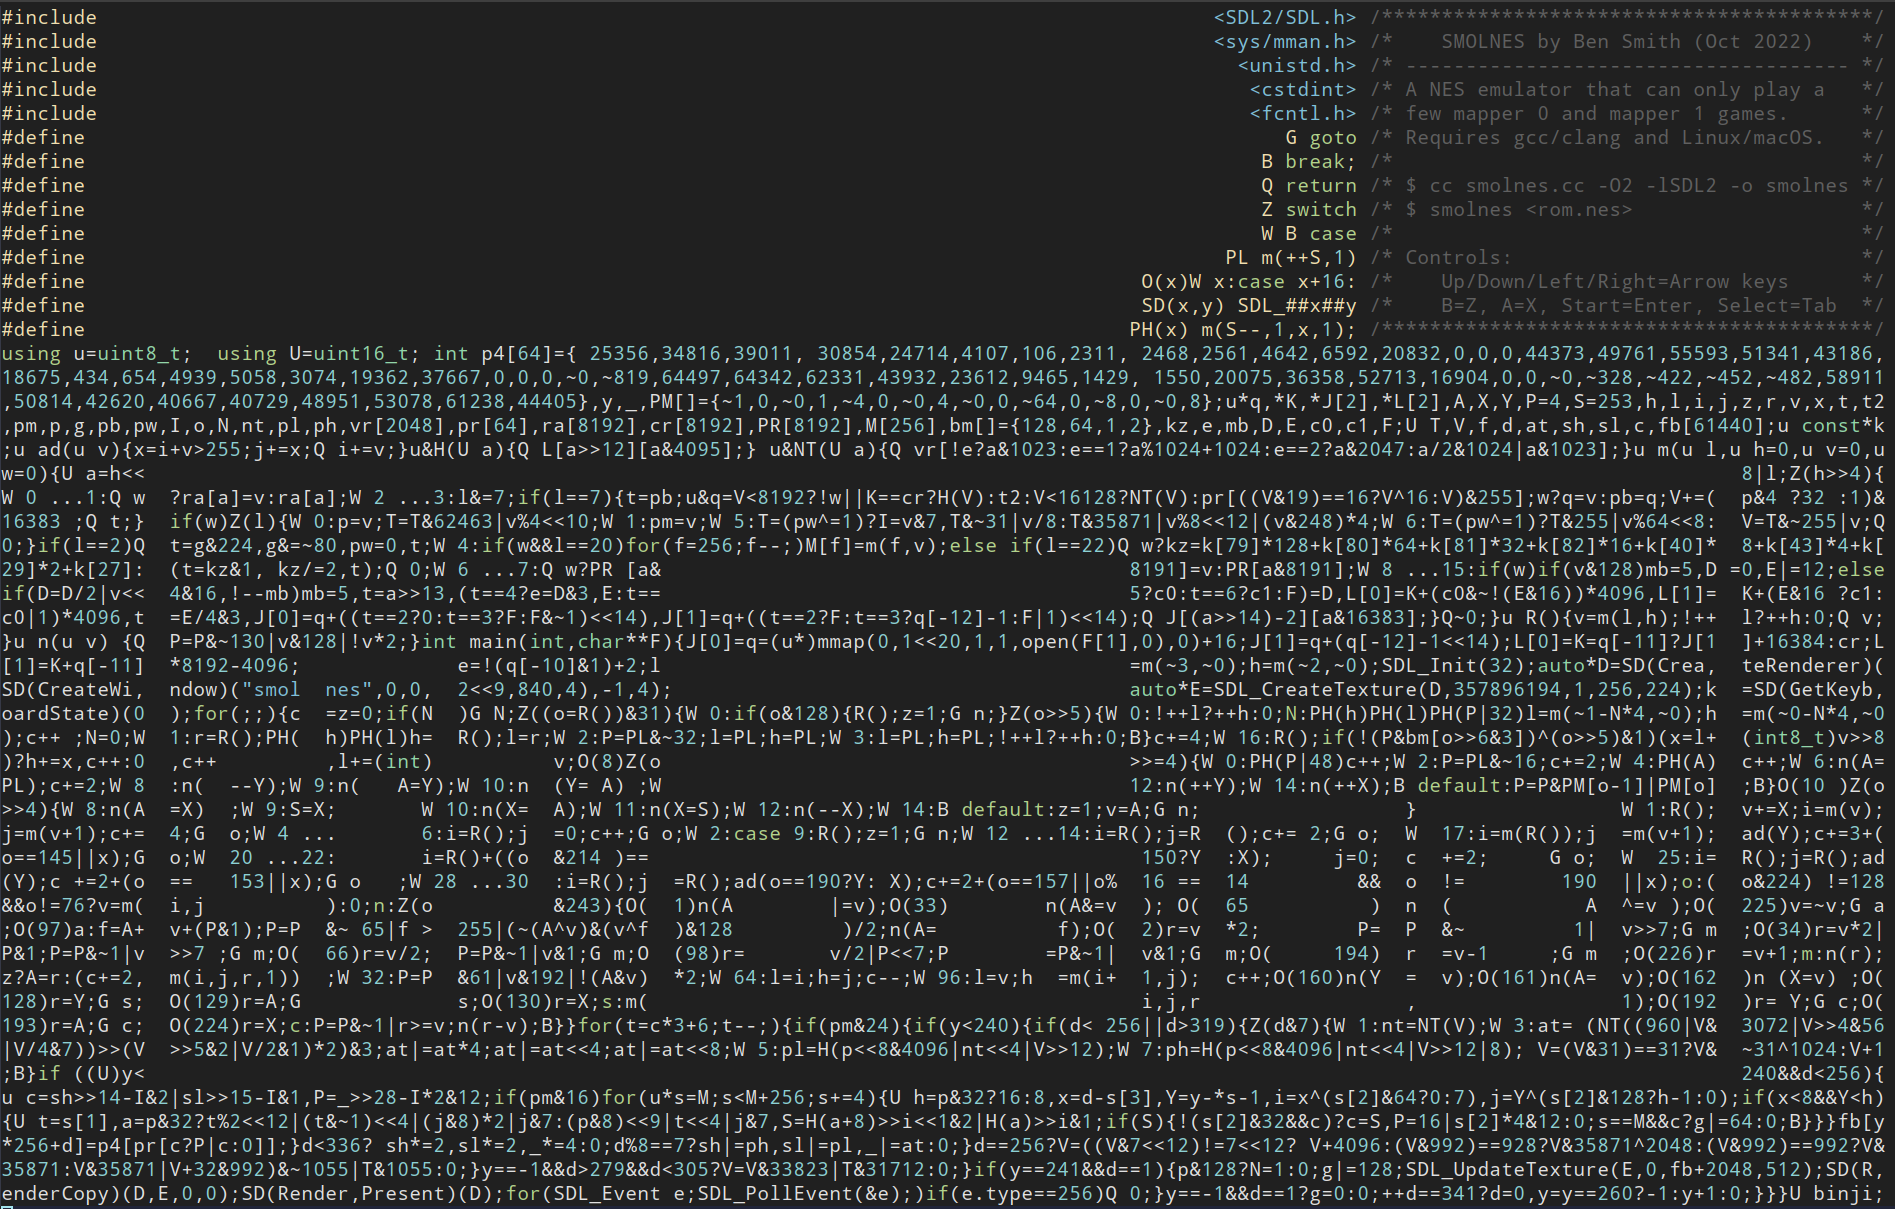 #include <SDL2/SDL.h> /*****************************************/
#include <sys/mman.h> /*    SMOLNES by Ben Smith (Oct 2022)    */
#include <unistd.h> /* ------------------------------------- */
#include <cstdint> /* A NES emulator that can only play a   */
#include <fcntl.h> /* few mapper 0 and mapper 1 games.      */
#define G goto /* Requires gcc/clang and Linux/macOS.   */
#define B break; /*                                       */
#define Q return /* $ cc smolnes.cc -O2 -lSDL2 -o smolnes */
#define Z switch /* $ smolnes <rom.nes>                   */
#define W B case /*                                       */
#define PL m(++S,1) /* Controls:                             */
#define O(x)W x:case x+16: /*    Up/Down/Left/Right=Arrow keys      */
#define SD(x,y) SDL_##x##y /*    B=Z, A=X, Start=Enter, Select=Tab  */
#define PH(x) m(S--,1,x,1); /*****************************************/
using u=uint8_t;  using U=uint16_t; int p4[64]={ 25356,34816,39011, 30854,24714,4107,106,2311, 2468,2561,4642,6592,20832,0,0,0,44373,49761,55593,51341,43186,
18675,434,654,4939,5058,3074,19362,37667,0,0,0,~0,~819,64497,64342,62331,43932,23612,9465,1429, 1550,20075,36358,52713,16904,0,0,~0,~328,~422,~452,~482,58911
,50814,42620,40667,40729,48951,53078,61238,44405},y,_,PM[]={~1,0,~0,1,~4,0,~0,4,~0,0,~64,0,~8,0,~0,8};u*q,*K,*J[2],*L[2],A,X,Y,P=4,S=253,h,l,i,j,z,r,v,x,t,t2
,pm,p,g,pb,pw,I,o,N,nt,pl,ph,vr[2048],pr[64],ra[8192],cr[8192],PR[8192],M[256],bm[]={128,64,1,2},kz,e,mb,D,E,c0,c1,F;U T,V,f,d,at,sh,sl,c,fb[61440];u const*k
;u ad(u v){x=i+v>255;j+=x;Q i+=v;}u&H(U a){Q L[a>>12][a&4095];} u&NT(U a){Q vr[!e?a&1023:e==1?a%1024+1024:e==2?a&2047:a/2&1024|a&1023];}u m(u l,u h=0,u v=0,u
w=0){U a=h<< 8|l;Z(h>>4){
W 0 ...1:Q w  ?ra[a]=v:ra[a];W 2 ...3:l&=7;if(l==7){t=pb;u&q=V<8192?!w||K==cr?H(V):t2:V<16128?NT(V):pr[((V&19)==16?V^16:V)&255];w?q=v:pb=q;V+=(  p&4 ?32 :1)&
16383 ;Q t;}  if(w)Z(l){W 0:p=v;T=T&62463|v%4<<10;W 1:pm=v;W 5:T=(pw^=1)?I=v&7,T&~31|v/8:T&35871|v%8<<12|(v&248)*4;W 6:T=(pw^=1)?T&255|v%64<<8:  V=T&~255|v;Q
0;}if(l==2)Q  t=g&224,g&=~80,pw=0,t;W 4:if(w&&l==20)for(f=256;f--;)M[f]=m(f,v);else if(l==22)Q w?kz=k[79]*128+k[80]*64+k[81]*32+k[82]*16+k[40]*  8+k[43]*4+k[
29]*2+k[27]:  (t=kz&1, kz/=2,t);Q 0;W 6 ...7:Q w?PR [a& 8191]=v:PR[a&8191];W 8 ...15:if(w)if(v&128)mb=5,D =0,E|=12;else
if(D=D/2|v<<  4&16,!--mb)mb=5,t=a>>13,(t==4?e=D&3,E:t== 5?c0:t==6?c1:F)=D,L[0]=K+(c0&~!(E&16))*4096,L[1]=  K+(E&16 ?c1:
c0|1)*4096,t  =E/4&3,J[0]=q+((t==2?0:t==3?F:F&~1)<<14),J[1]=q+((t==2?F:t==3?q[-12]-1:F|1)<<14);Q J[(a>>14)-2][a&16383];}Q~0;}u R(){v=m(l,h);!++  l?++h:0;Q v;
}u n(u v) {Q  P=P&~130|v&128|!v*2;}int main(int,char**F){J[0]=q=(u*)mmap(0,1<<20,1,1,open(F[1],0),0)+16;J[1]=q+(q[-12]-1<<14);L[0]=K=q[-11]?J[1  ]+16384:cr;L
[1]=K+q[-11]  *8192-4096; e=!(q[-10]&1)+2;l =m(~3,~0);h=m(~2,~0);SDL_Init(32);auto*D=SD(Crea,  teRenderer)(
SD(CreateWi,  ndow)("smol  nes",0,0,  2<<9,840,4),-1,4); auto*E=SDL_CreateTexture(D,357896194,1,256,224);k  =SD(GetKeyb,
oardState)(0  );for(;;){c  =z=0;if(N  )G N;Z((o=R())&31){W 0:if(o&128){R();z=1;G n;}Z(o>>5){W 0:!++l?++h:0;N:PH(h)PH(l)PH(P|32)l=m(~1-N*4,~0);h  =m(~0-N*4,~0
);c++ ;N=0;W  1:r=R();PH(  h)PH(l)h=  R();l=r;W 2:P=PL&~32;l=PL;h=PL;W 3:l=PL;h=PL;!++l?++h:0;B}c+=4;W 16:R();if(!(P&bm[o>>6&3])^(o>>5)&1)(x=l+  (int8_t)v>>8
)?h+=x,c++:0  ,c++ ,l+=(int) v;O(8)Z(o >>=4){W 0:PH(P|48)c++;W 2:P=PL&~16;c+=2;W 4:PH(A)  c++;W 6:n(A=
PL);c+=2;W 8  :n(  --Y);W 9:n(  A=Y);W 10:n  (Y= A) ;W 12:n(++Y);W 14:n(++X);B default:P=P&PM[o-1]|PM[o]  ;B}O(10 )Z(o
>>4){W 8:n(A  =X)  ;W 9:S=X; W 10:n(X=  A);W 11:n(X=S);W 12:n(--X);W 14:B default:z=1;v=A;G n; } W 1:R();  v+=X;i=m(v);
j=m(v+1);c+=  4;G  o;W 4 ... 6:i=R();j  =0;c++;G o;W 2:case 9:R();z=1;G n;W 12 ...14:i=R();j=R  ();c+= 2;G o;  W  17:i=m(R());j  =m(v+1);  ad(Y);c+=3+(
o==145||x);G  o;W  20 ...22: i=R()+((o  &214 )== 150?Y  :X); j=0;  c  +=2; G o;  W  25:i=  R();j=R();ad
(Y);c +=2+(o  ==   153||x);G o  ;W 28 ...30  :i=R();j  =R();ad(o==190?Y: X);c+=2+(o==157||o%  16 ==  14 &&  o  != 190  ||x);o:(  o&224) !=128
&&o!=76?v=m(  i,j ):0;n:Z(o &243){O(  1)n(A |=v);O(33) n(A&=v  ); O(  65 )  n  ( A  ^=v );O(  225)v=~v;G a
;O(97)a:f=A+  v+(P&1);P=P  &~ 65|f >  255|(~(A^v)&(v^f  )&128 )/2;n(A= f);O(  2)r=v  *2; P=  P  &~ 1|  v>>7;G m  ;O(34)r=v*2|
P&1;P=P&~1|v  >>7 ;G m;O(  66)r=v/2;  P=P&~1|v&1;G m;O  (98)r= v/2|P<<7;P =P&~1|  v&1;G  m;O( 194)  r  =v-1 ;G m  ;O(226)r  =v+1;m:n(r);
z?A=r:(c+=2,  m(i,j,r,1))  ;W 32:P=P  &61|v&192|!(A&v)  *2;W 64:l=i;h=j;c--;W 96:l=v;h  =m(i+  1,j);  c++;O(160)n(Y  =  v);O(161)n(A=  v);O(162  )n (X=v) ;O(
128)r=Y;G s;  O(129)r=A;G s;O(130)r=X;s:m( i,j,r , 1);O(192  )r= Y;G c;O(
193)r=A;G c;  O(224)r=X;c:P=P&~1|r>=v;n(r-v);B}}for(t=c*3+6;t--;){if(pm&24){if(y<240){if(d< 256||d>319){Z(d&7){W 1:nt=NT(V);W 3:at= (NT((960|V&  3072|V>>4&56
|V/4&7))>>(V  >>5&2|V/2&1)*2)&3;at|=at*4;at|=at<<4;at|=at<<8;W 5:pl=H(p<<8&4096|nt<<4|V>>12);W 7:ph=H(p<<8&4096|nt<<4|V>>12|8); V=(V&31)==31?V&  ~31^1024:V+1
;B}if ((U)y< 240&&d<256){
u c=sh>>14-I&2|sl>>15-I&1,P=_>>28-I*2&12;if(pm&16)for(u*s=M;s<M+256;s+=4){U h=p&32?16:8,x=d-s[3],Y=y-*s-1,i=x^(s[2]&64?0:7),j=Y^(s[2]&128?h-1:0);if(x<8&&Y<h)
{U t=s[1],a=p&32?t%2<<12|(t&~1)<<4|(j&8)*2|j&7:(p&8)<<9|t<<4|j&7,S=H(a+8)>>i<<1&2|H(a)>>i&1;if(S){!(s[2]&32&&c)?c=S,P=16|s[2]*4&12:0;s==M&&c?g|=64:0;B}}}fb[y
*256+d]=p4[pr[c?P|c:0]];}d<336? sh*=2,sl*=2,_*=4:0;d%8==7?sh|=ph,sl|=pl,_|=at:0;}d==256?V=((V&7<<12)!=7<<12? V+4096:(V&992)==928?V&35871^2048:(V&992)==992?V&
35871:V&35871|V+32&992)&~1055|T&1055:0;}y==-1&&d>279&&d<305?V=V&33823|T&31712:0;}if(y==241&&d==1){p&128?N=1:0;g|=128;SDL_UpdateTexture(E,0,fb+2048,512);SD(R,
enderCopy)(D,E,0,0);SD(Render,Present)(D);for(SDL_Event e;SDL_PollEvent(&e);)if(e.type==256)Q 0;}y==-1&&d==1?g=0:0;++d==341?d=0,y=y==260?-1:y+1:0;}}}U binji;